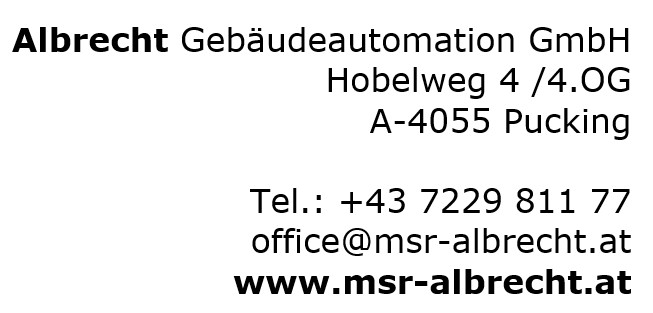 Albrecht Gebäudeautomation GmbH
Hobelweg 4 /4.OG
A-4055 Pucking
Tel.: +43 7229 811 77
office@msr-albrecht.at
www.msr-albrecht.at